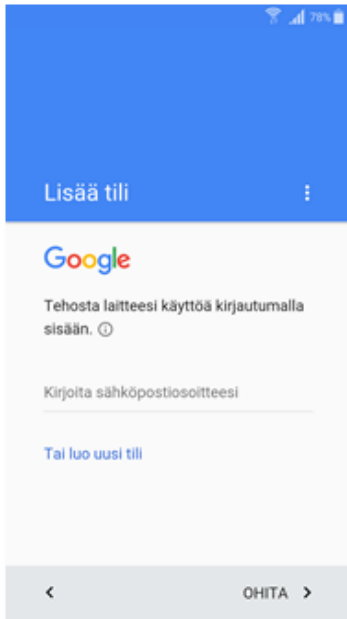 78%
Lisää tili
Google
Tehosta laitteesi käyttöä kirjautumalla
sisään.
Kirjoita sähköpostiosoitteesi
Tai luo uusi tili
OHITA